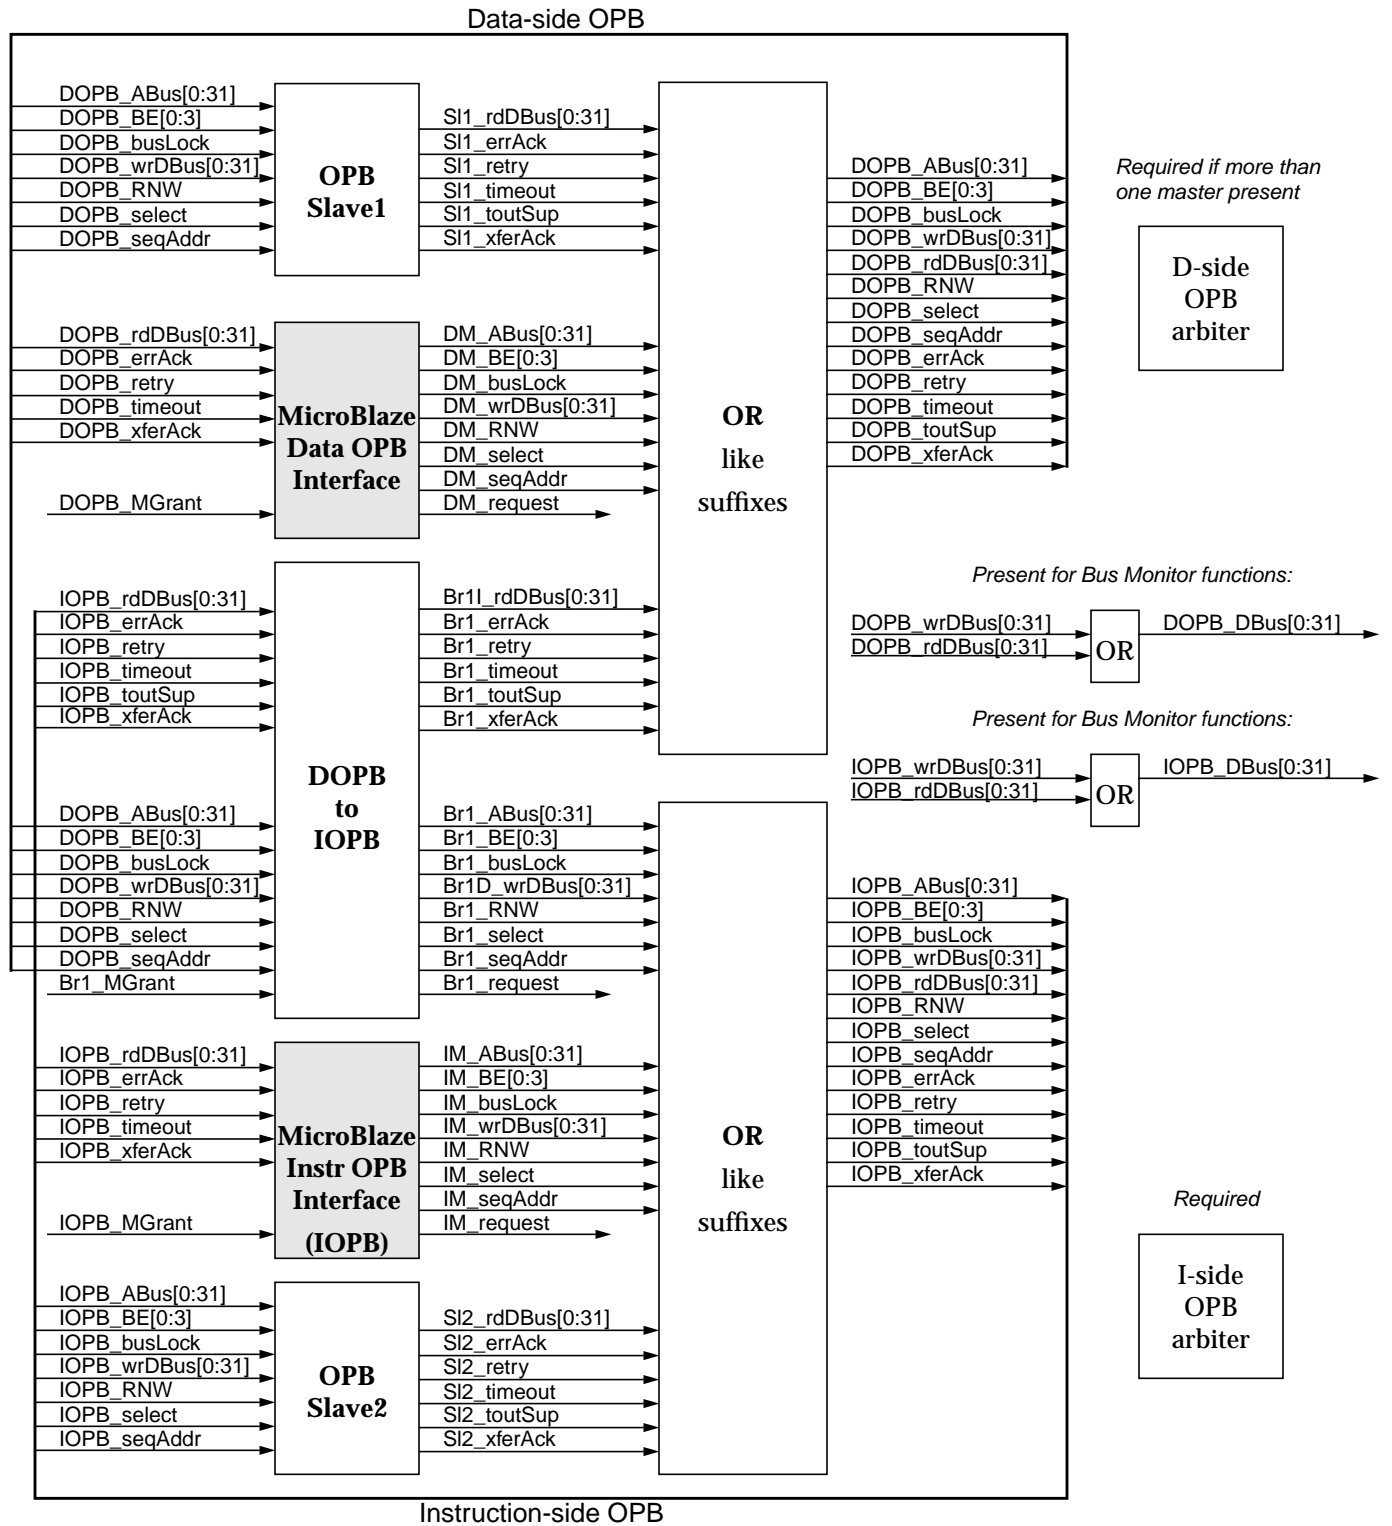 Data-side OPB
DOPB_ABus[0:31]
DOPB_BE[0:3]
DOPB_busLock
DOPB_wrDBus[0:31]
DOPB_RNW
DOPB_select
DOPB_seqAddr
OPB
Slave1
Sl1_rdDBus[0:31]
Sl1_errAck
Sl1_retry
Sl1_timeout
Sl1_toutSup
Sl1_xferAck
DOPB_rdDBus[0:31]
DOPB_errAck
DOPB_retry
DOPB_timeout
DOPB_xferAck
DOPB_MGrant
MicroBlaze
Data OPB
Interface
DM_ABus[0:31]
DM_BE[0:3]
DM_busLock
DM_wrDBus[0:31]
DM_RNW
DM_select
DM_seqAddr
DM_request
OR
like
suffixes
DOPB_ABus[0:31]
DOPB_BE[0:3]
DOPB_busLock
DOPB_wrDBus[0:31]
DOPB_rdDBus[0:31]
DOPB_RNW
DOPB_select
DOPB_seqAddr
DOPB_errAck
DOPB_retry
DOPB_timeout
DOPB_toutSup
DOPB_xferAck
Required if more than
one master present
D-side
OPB
arbiter
IOPB_rdDBus[0:31]
IOPB_errAck
IOPB_retry
IOPB_timeout
IOPB_toutSup
IOPB_xferAck
DOPB_ABus[0:31]
DOPB_BE[0:3]
DOPB_busLock
DOPB_wrDBus[0:31]
DOPB_RNW
DOPB_select
DOPB_seqAddr
Br1_MGrant
DOPB
to
IOPB
Br1I_rdDBus[0:31]
Br1_errAck
Br1_retry
Br1_timeout
Br1_toutSup
Br1_xferAck
Br1_ABus[0:31]
Br1_BE[0:3]
Br1_busLock
Br1D_wrDBus[0:31]
Br1_RNW
Br1_select
Br1_seqAddr
Br1_request
Present for Bus Monitor functions:
DOPB_wrDBus[0:31]
DOPB_rdDBus[0:31]
OR
DOPB_DBus[0:31]
Present for Bus Monitor functions:
IOPB_wrDBus[0:31]
IOPB_rdDBus[0:31]
OR
IOPB_DBus[0:31]
IOPB_rdDBus[0:31]
IOPB_errAck
IOPB_retry
IOPB_timeout
IOPB_xferAck
IOPB_MGrant
MicroBlaze
Instr OPB
Interface
(IOPB)
IM_ABus[0:31]
IM_BE[0:3]
IM_busLock
IM_wrDBus[0:31]
IM_RNW
IM_select
IM_seqAddr
IM_request
OR
like
suffixes
IOPB_ABus[0:31]
IOPB_BE[0:3]
IOPB_busLock
IOPB_wrDBus[0:31]
IOPB_rdDBus[0:31]
IOPB_RNW
IOPB_select
IOPB_seqAddr
IOPB_errAck
IOPB_retry
IOPB_timeout
IOPB_toutSup
IOPB_xferAck
Required
I-side
OPB
arbiter
IOPB_ABus[0:31]
IOPB_BE[0:3]
IOPB_busLock
IOPB_wrDBus[0:31]
IOPB_RNW
IOPB_select
IOPB_seqAddr
OPB
Slave2
Sl2_rdDBus[0:31]
Sl2_errAck
Sl2_retry
Sl2_timeout
Sl2_toutSup
Sl2_xferAck
Instruction-side OPB